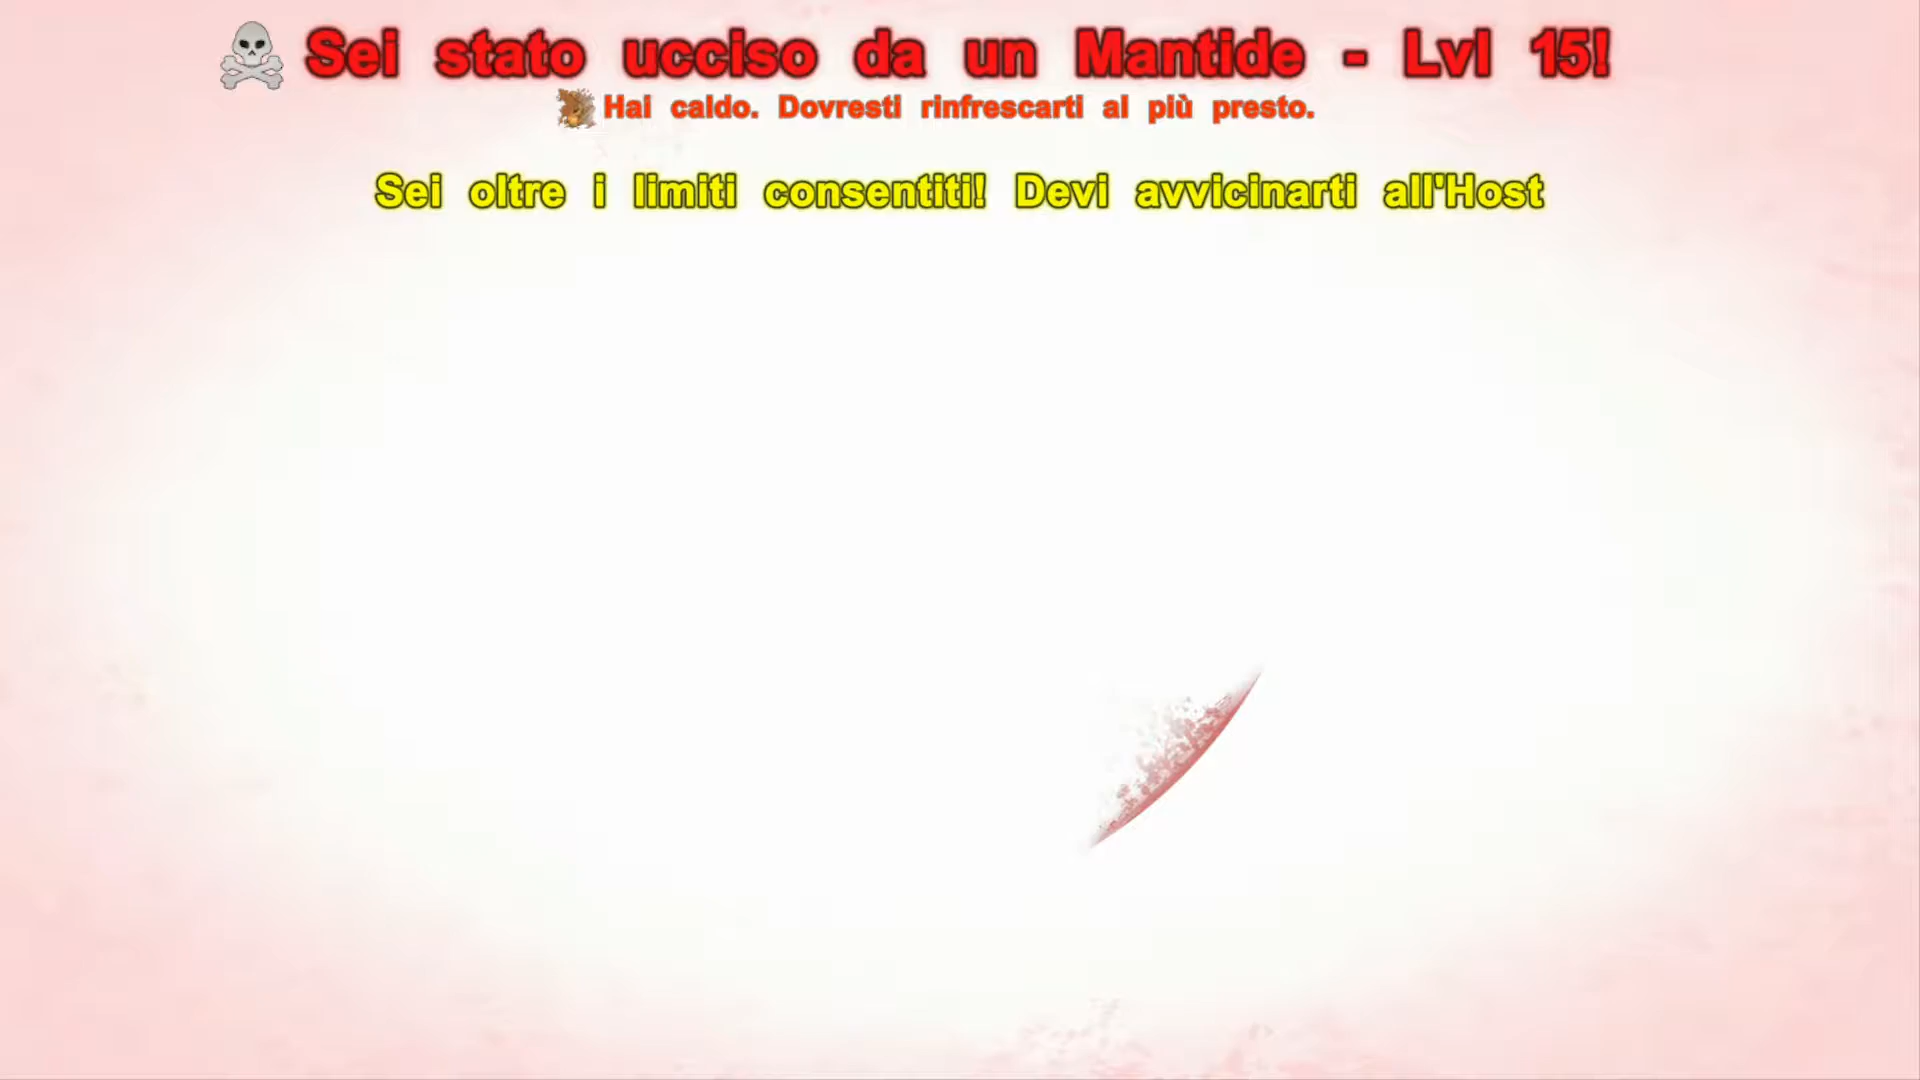 Sei stato ucciso da un Mantide - Lvl 15!
Hai caldo. Dovresti rinfrescarti al più presto.
Sei oltre i limiti consentiti! Devi avvicinarti all'Host